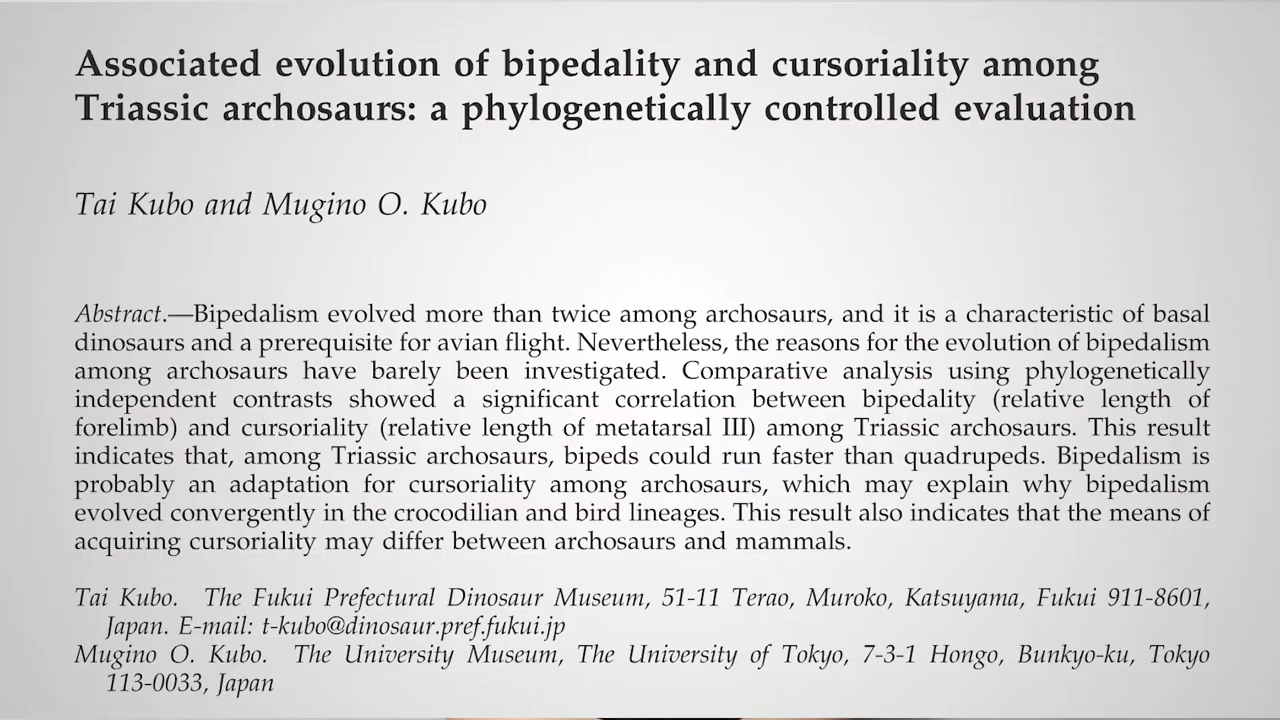 Associated evolution of bipedality and cursoriality among
Triassic archosaurs: a phylogenetically controlled evaluation
Tai Kubo and Mugino O. Kubo
Abstract.—Bipedalism evolved more than twice among archosaurs, and it is a characteristic of basal
dinosaurs and a prerequisite for avian flight. Nevertheless, the reasons for the evolution of bipedalism
among archosaurs have barely been investigated. Comparative analysis using phylogenetically
independent contrasts showed a significant correlation between bipedality (relative length of
forelimb) and cursoriality (relative length of metatarsal III) among Triassic archosaurs. This result
indicates that, among Triassic archosaurs, bipeds could run faster than quadrupeds. Bipedalism is
probably an adaptation for cursoriality among archosaurs, which may explain why bipedalism
evolved convergently in the crocodilian and bird lineages. This result also indicates that the means of
acquiring cursoriality may differ between archosaurs and mammals.
Tai Kubo. The Fukui Prefectural Dinosaur Museum, 51-11 Terao, Muroko, Katsuyama, Fukui 911-8601,
Japan. E-mail: t-kubo@dinosaur.pref.fukui.jp
Mugino O. Kubo. The University Museum, The University of Tokyo, 7-3-1 Hongo, Bunkyo-ku, Tokyo
113-0033, Japan